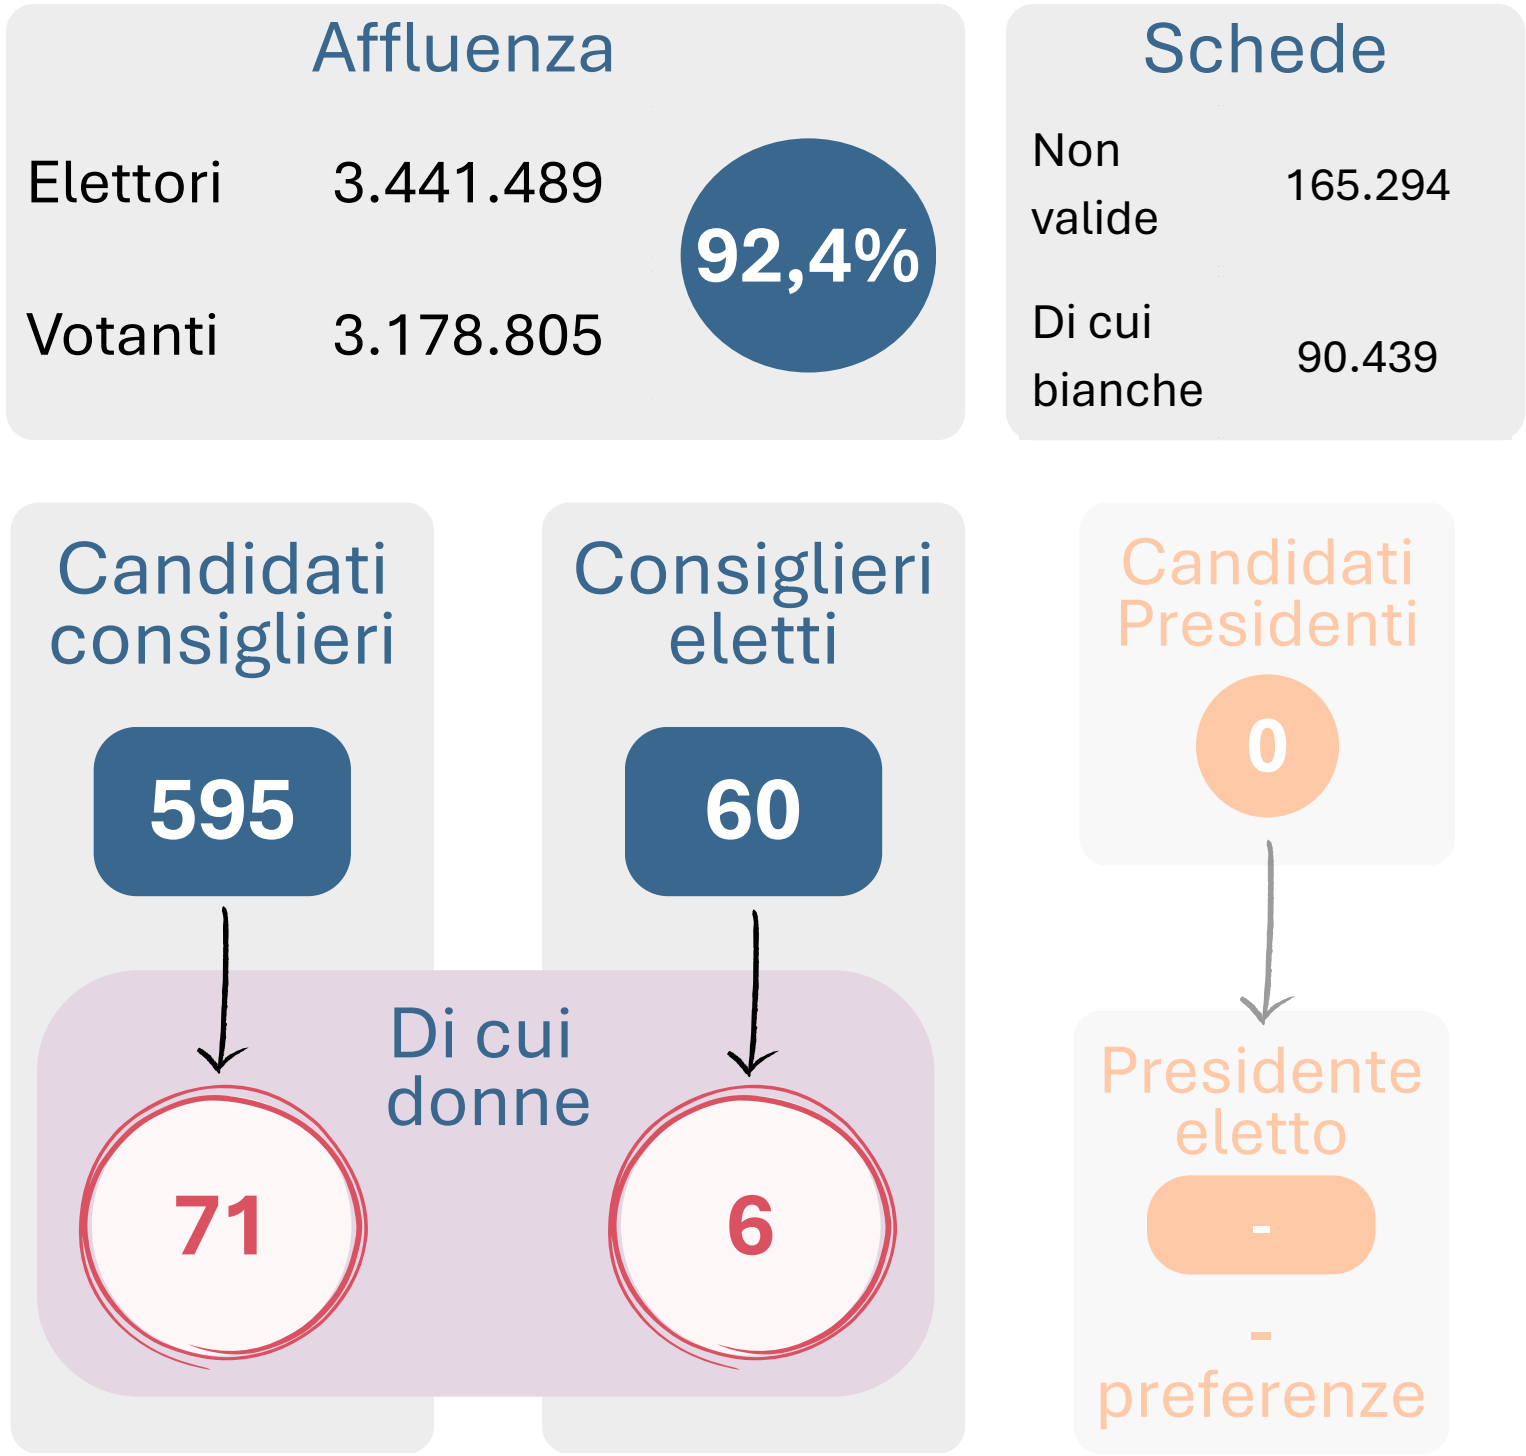 Affluenza
Elettori 3.441.489
Votanti 3.178.805
92,4%
Schede
Non
valide
165.294
Di cui
bianche
90.439
Candidati
consiglieri
595
Consiglieri
eletti
60
Di cui
donne
71
6
Candidati
Presidenti
0
Presidente
eletto
-
-
preferenze